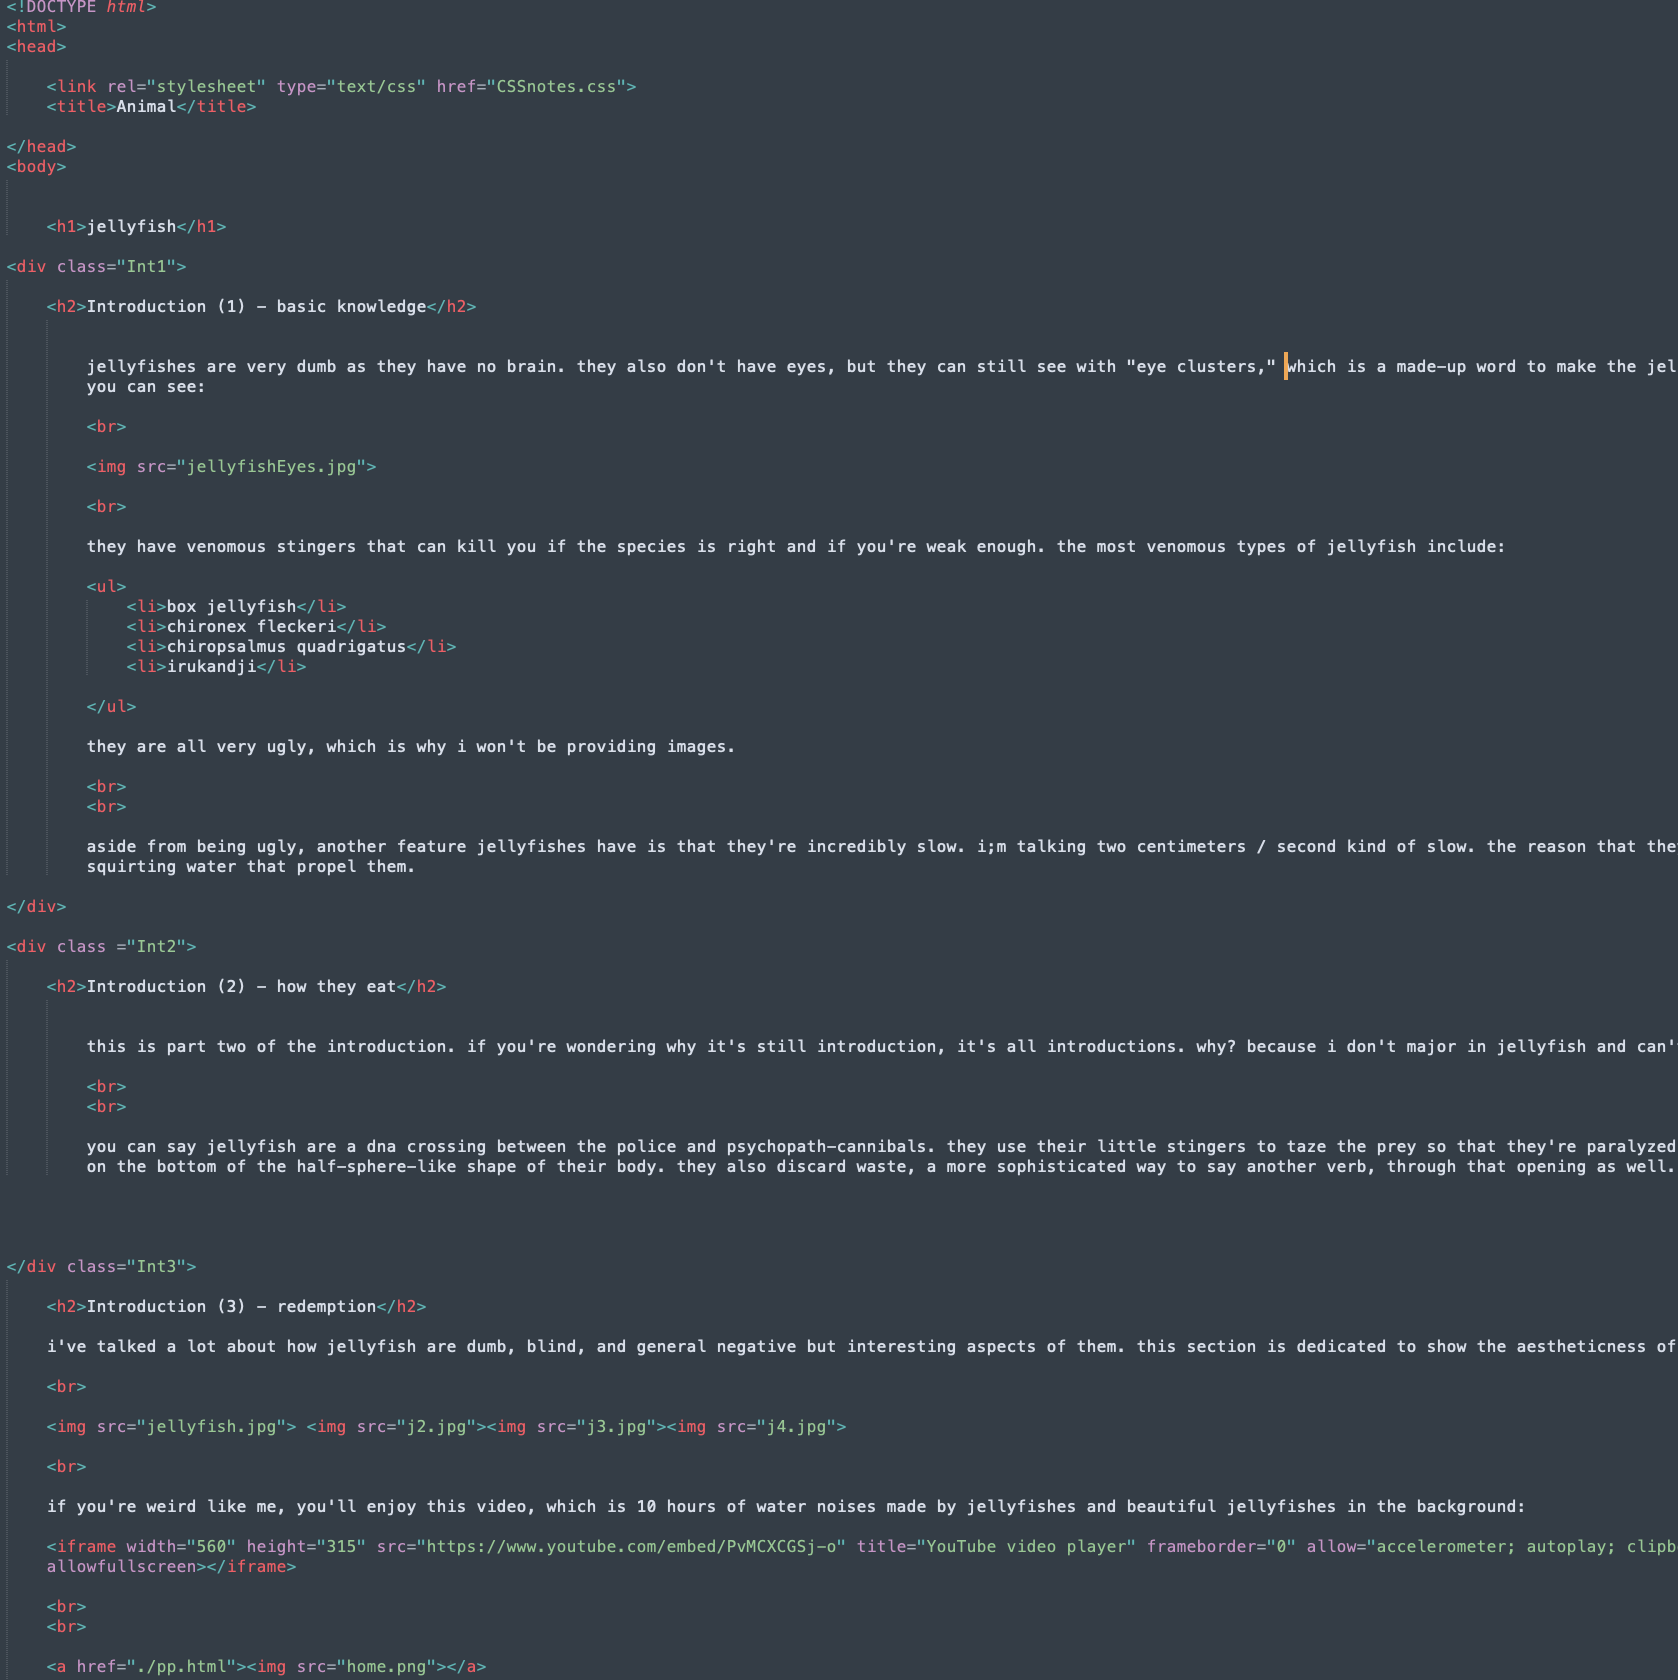 <!DOCTYPE html>
<html>
<head>
<link rel="stylesheet" type="text/css" href="CSSnotes.css">
<title>Animal</title>
</head>
<body>
<h1>jellyfish</h1>
<div class="Int1">
<h2>Introduction (1) - basic knowledge</h2>
jellyfishes are very dumb as they have no brain. they also don't have eyes, but they can still see with "eye clusters," which is a made-up word to make the jel
you can see:
<br>
<img src="jellyfishEyes.jpg">
<br>
they have venomous stingers that can kill you if the species is right and if you're weak enough. the most venomous types of jellyfish include:
<ul>
<li>box jellyfish</li>
<li>chironex fleckeri</li>
<li>chiropsalmus quadrigatus</li>
<li>irukandji</li>
</ul>
they are all very ugly, which is why i won't be providing images.
<br>
<br>
aside from being ugly, another feature jellyfishes have is that they're incredibly slow. i;m talking two centimeters / second kind of slow. the reason that the
squirting water that propel them.
</div>
<div class ="Int2">
<h2>Introduction (2) - how they eat</h2>
this is part two of the introduction. if you're wondering why it's still introduction, it's all introductions. why? because i don't major in jellyfish and can'
<br>
<br>
you can say jellyfish are a dna crossing between the police and psychopath-cannibals. they use their little stingers to taze the prey so that they're paralyzed
on the bottom of the half-sphere-like shape of their body. they also discard waste, a more sophisticated way to say another verb, through that opening as well.
</div class="Int3">
<h2>Introduction (3) - redemption</h2>
i've talked a lot about how jellyfish are dumb, blind, and general negative but interesting aspects of them. this section is dedicated to show the aestheticness of
<br>
<img src="jellyfish.jpg"> <img src="j2.jpg"><img src="j3.jpg"><img src="j4.jpg">
<br>
if you're weird like me, you'll enjoy this video, which is 10 hours of water noises made by jellyfishes and beautiful jellyfishes in the background:
<iframe width="560" height="315" src="https://www.youtube.com/embed/PvMCXCGSj-o" title="YouTube video player" frameborder="0" allow="accelerometer; autoplay; clipb
allowfullscreen></iframe>
<br>
<br>
<a href="./pp.html"><img src="home.png"></a>